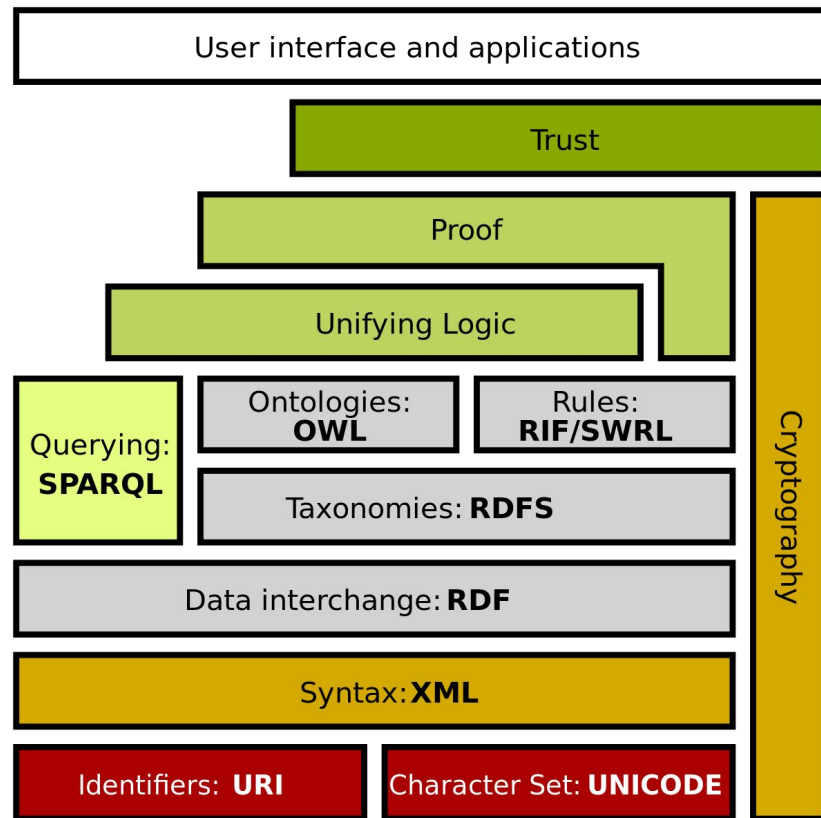 User interface and applications
Trust
Proof
Unifying Logic
Ontologies:
OWL
Rules:
RIF/SWRL
Querying:
SPARQL
Taxonomies: RDFS
Cryptography
Data interchange: RDF
Syntax: XML
Identifiers: URI
Character Set: UNICODE